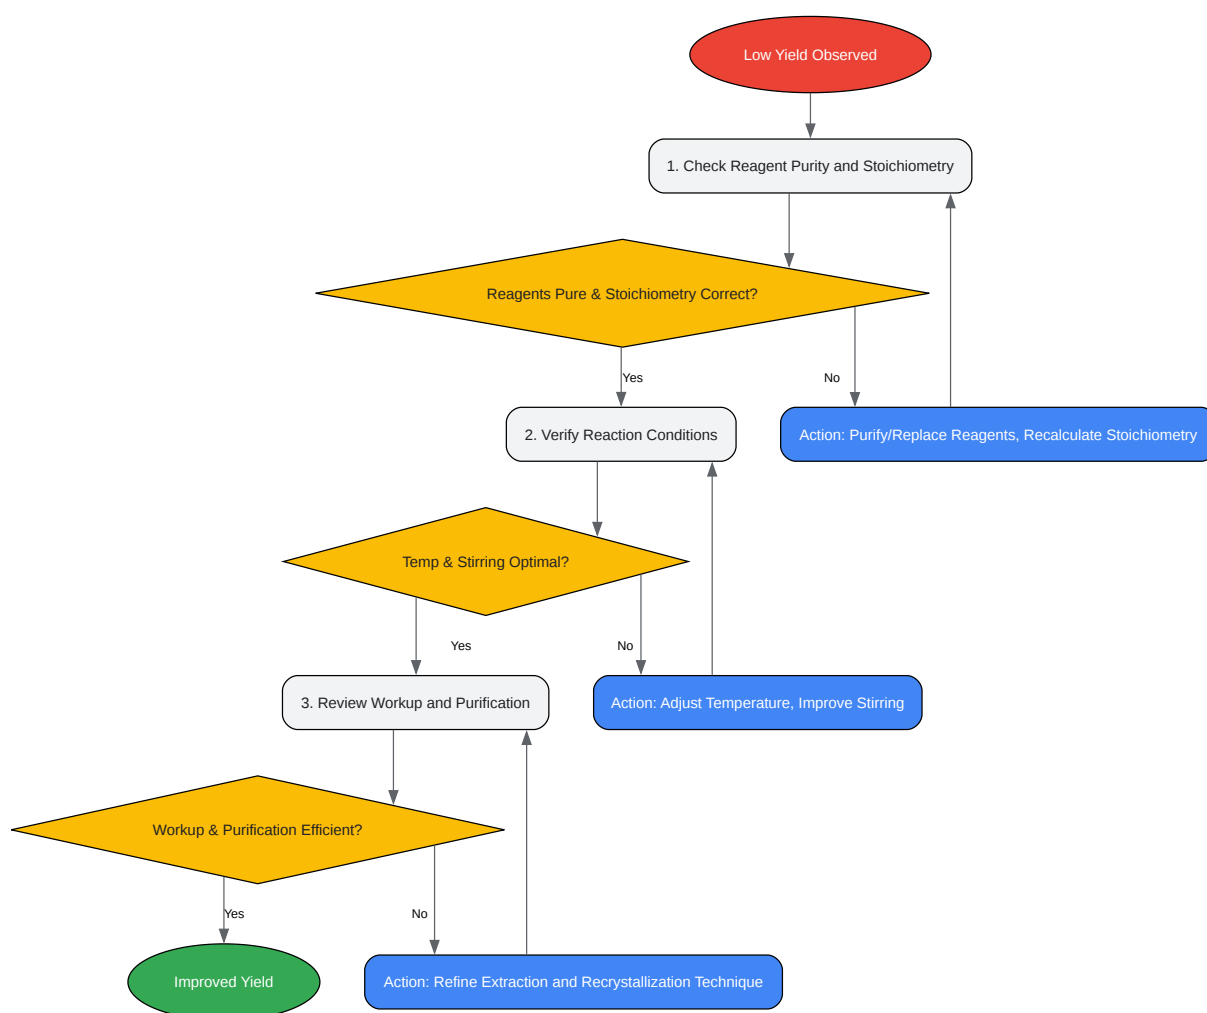 Low Yield Observed
1. Check Reagent Purity and Stoichiometry
Reagents Pure & Stoichiometry Correct?
Yes
No
2. Verify Reaction Conditions
Action: Purify/Replace Reagents, Recalculate Stoichiometry
Temp & Stirring Optimal?
Yes
No
3. Review Workup and Purification
Action: Adjust Temperature, Improve Stirring
Workup & Purification Efficient?
Yes
No
Improved Yield
Action: Refine Extraction and Recrystallization Technique